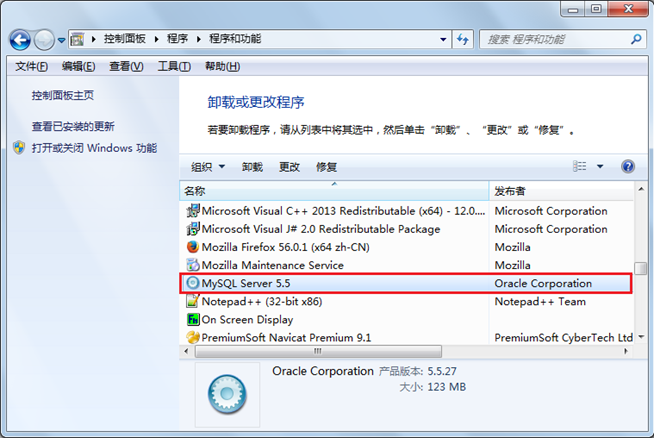 控制面板 程序 程序和功能 搜索 程序和功能
文件(F) 编辑(E) 查看(V) 工具(T) 帮助(H)
控制面板主页
查看已安装的更新
打开或关闭 Windows 功能
卸载或更改程序
若要卸载程序，请从列表中将其选中，然后单击“卸载”、“更改”或“修复”。
组织 卸载 更改 修复
名称 发布者
Microsoft Visual C++ 2013 Redistributable (x64) - 12.0.... Microsoft Corporation
Microsoft Visual J# 2.0 Redistributable Package Microsoft Corporation
Mozilla Firefox 56.0.1 (x64 zh-CN) Mozilla
Mozilla Maintenance Service Mozilla
MySQL Server 5.5 Oracle Corporation
Notepad++ (32-bit x86) Notepad++ Team
On Screen Display
PremiumSoft Navicat Premium 9.1 PremiumSoft CyberTech Ltd
Oracle Corporation 产品版本: 5.5.27
大小: 123 MB